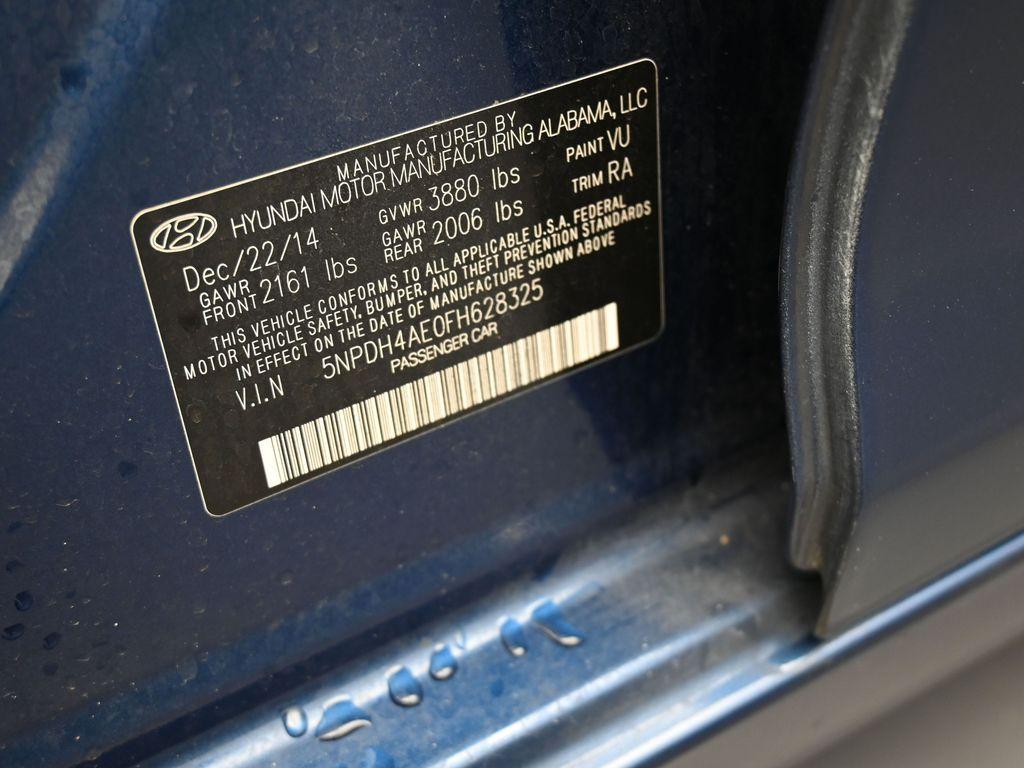 MANUFACTURED BY
HYUNDAI MOTOR MANUFACTURING ALABAMA, LLC
Dec/22/14 GVWR 3880 lbs PAINT VU
GAWR FRONT 2161 lbs GAWR REAR 2006 lbs TRIM RA
THIS VEHICLE CONFORMS TO ALL APPLICABLE U.S.A. FEDERAL
MOTOR VEHICLE SAFETY, BUMPER, AND THEFT PREVENTION STANDARDS
IN EFFECT ON THE DATE OF MANUFACTURE SHOWN ABOVE
V.I.N 5NPDH4AE0FH628325
PASSENGER CAR